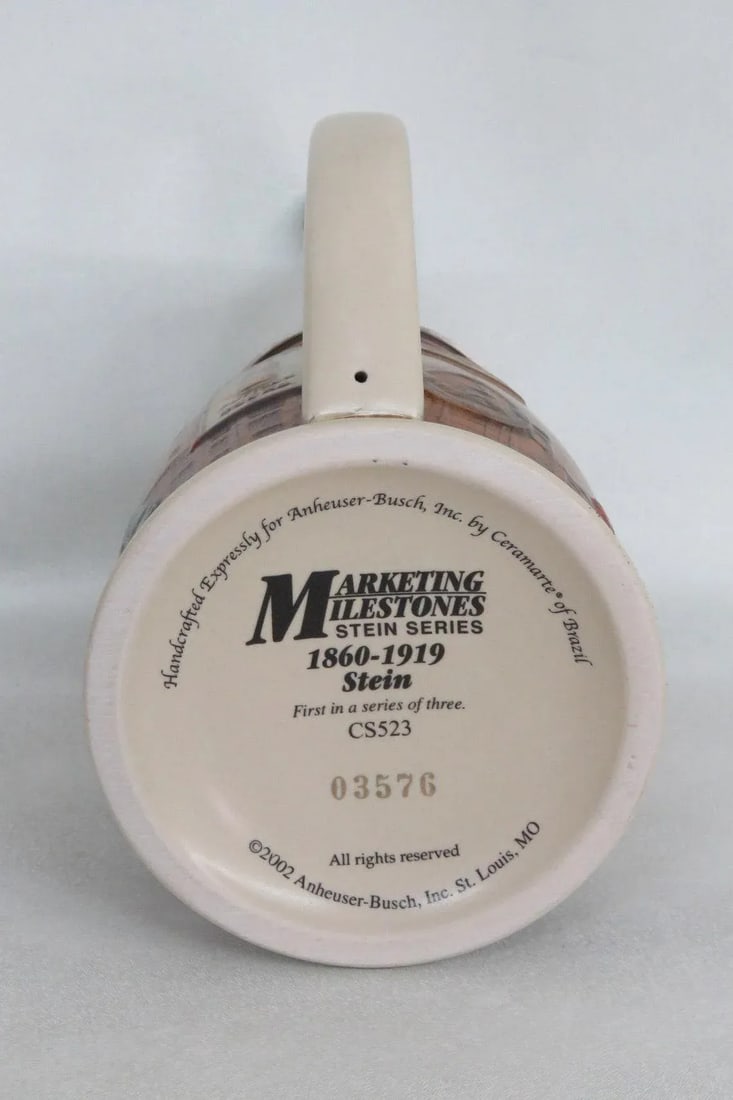 Handcrafted Expressly for Anheuser-Busch, Inc. by Ceramarte® of Brazil
MARKETING
MILESTONES
STEIN SERIES
1860-1919
Stein
First in a series of three.
CS523
03576
All rights reserved
©2002 Anheuser-Busch, Inc. St. Louis, MO